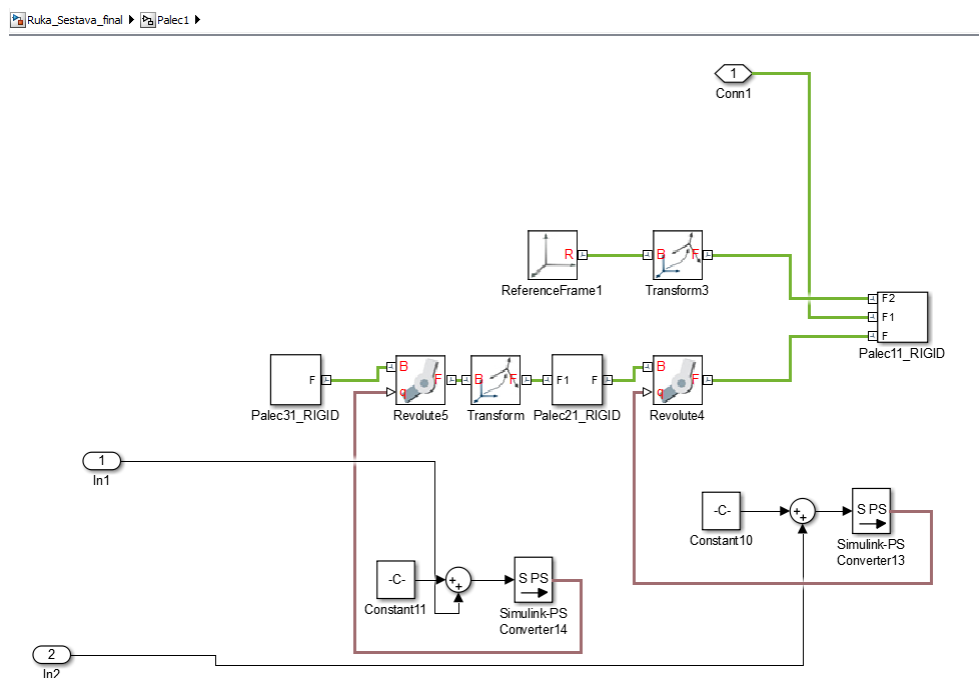 Ruka_Sestava_final Palec1
1
Conn1
R
B F
ReferenceFrame1
Transform3
F2
F1
F
Palec11_RIGID
F
B F
q
B F
F1 F
B F
q
Palec31_RIGID
Revolute5
Transform
Palec21_RIGID
Revolute4
1
In1
-C-
Constant10
++
S PS
Simulink-PS
Converter13
-C-
Constant11
++
S PS
Simulink-PS
Converter14
2
In2